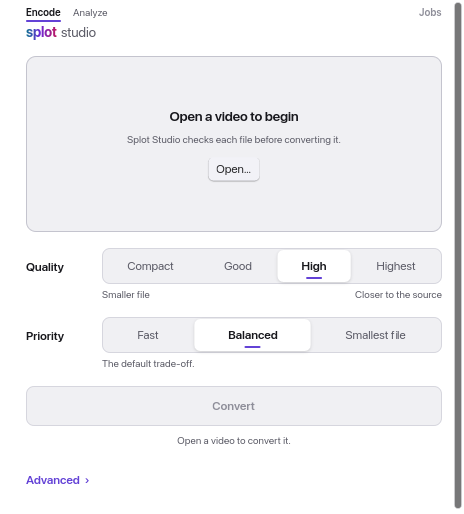 Encode Analyze Jobs
splot studio
Open a video to begin
Splot Studio checks each file before converting it.
Open...
Quality Compact Good High Highest
Smaller file Closer to the source
Priority Fast Balanced Smallest file
The default trade-off.
Convert
Open a video to convert it.
Advanced ›